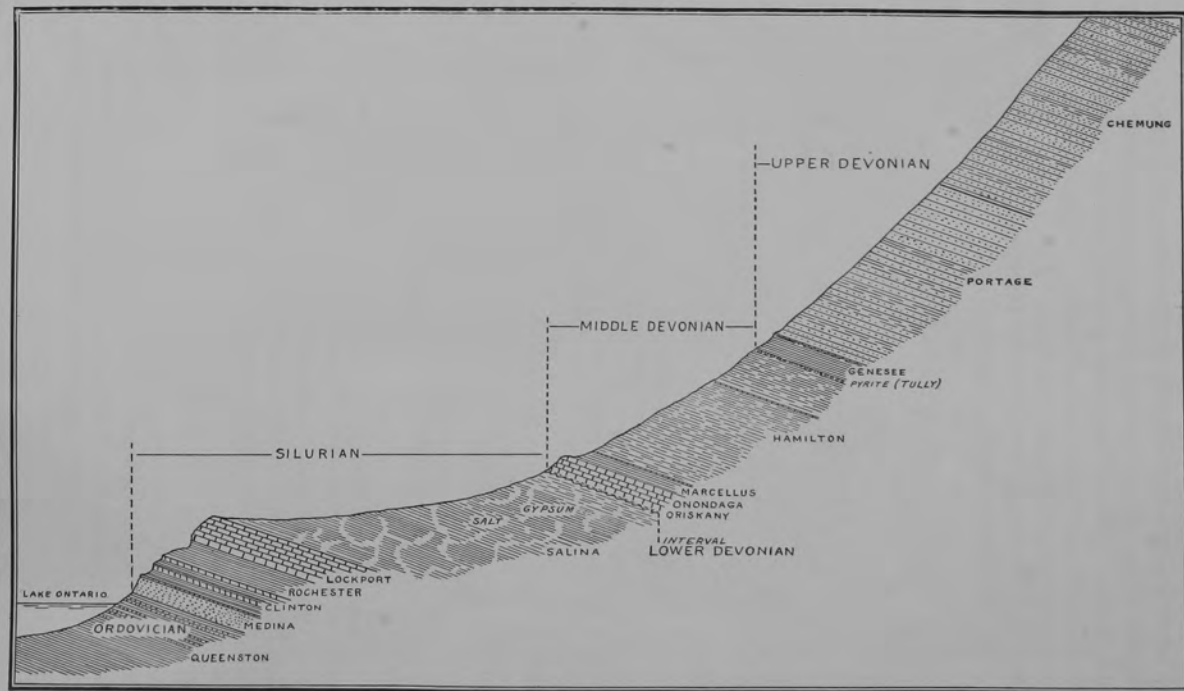 CHEMUNG
UPPER DEVONIAN
PORTAGE
MIDDLE DEVONIAN
GENESEE
PYRITE (TULLY)
HAMILTON
SILURIAN
MARCELLUS
ONONDAGA
ORISKANY
SALT
GYPSUM
INTERVAL
LOWER DEVONIAN
SALINA
LOCKPORT
ROCHESTER
LAKE ONTARIO
CLINTON
MEDINA
ORDOVICIAN
QUEENSTON